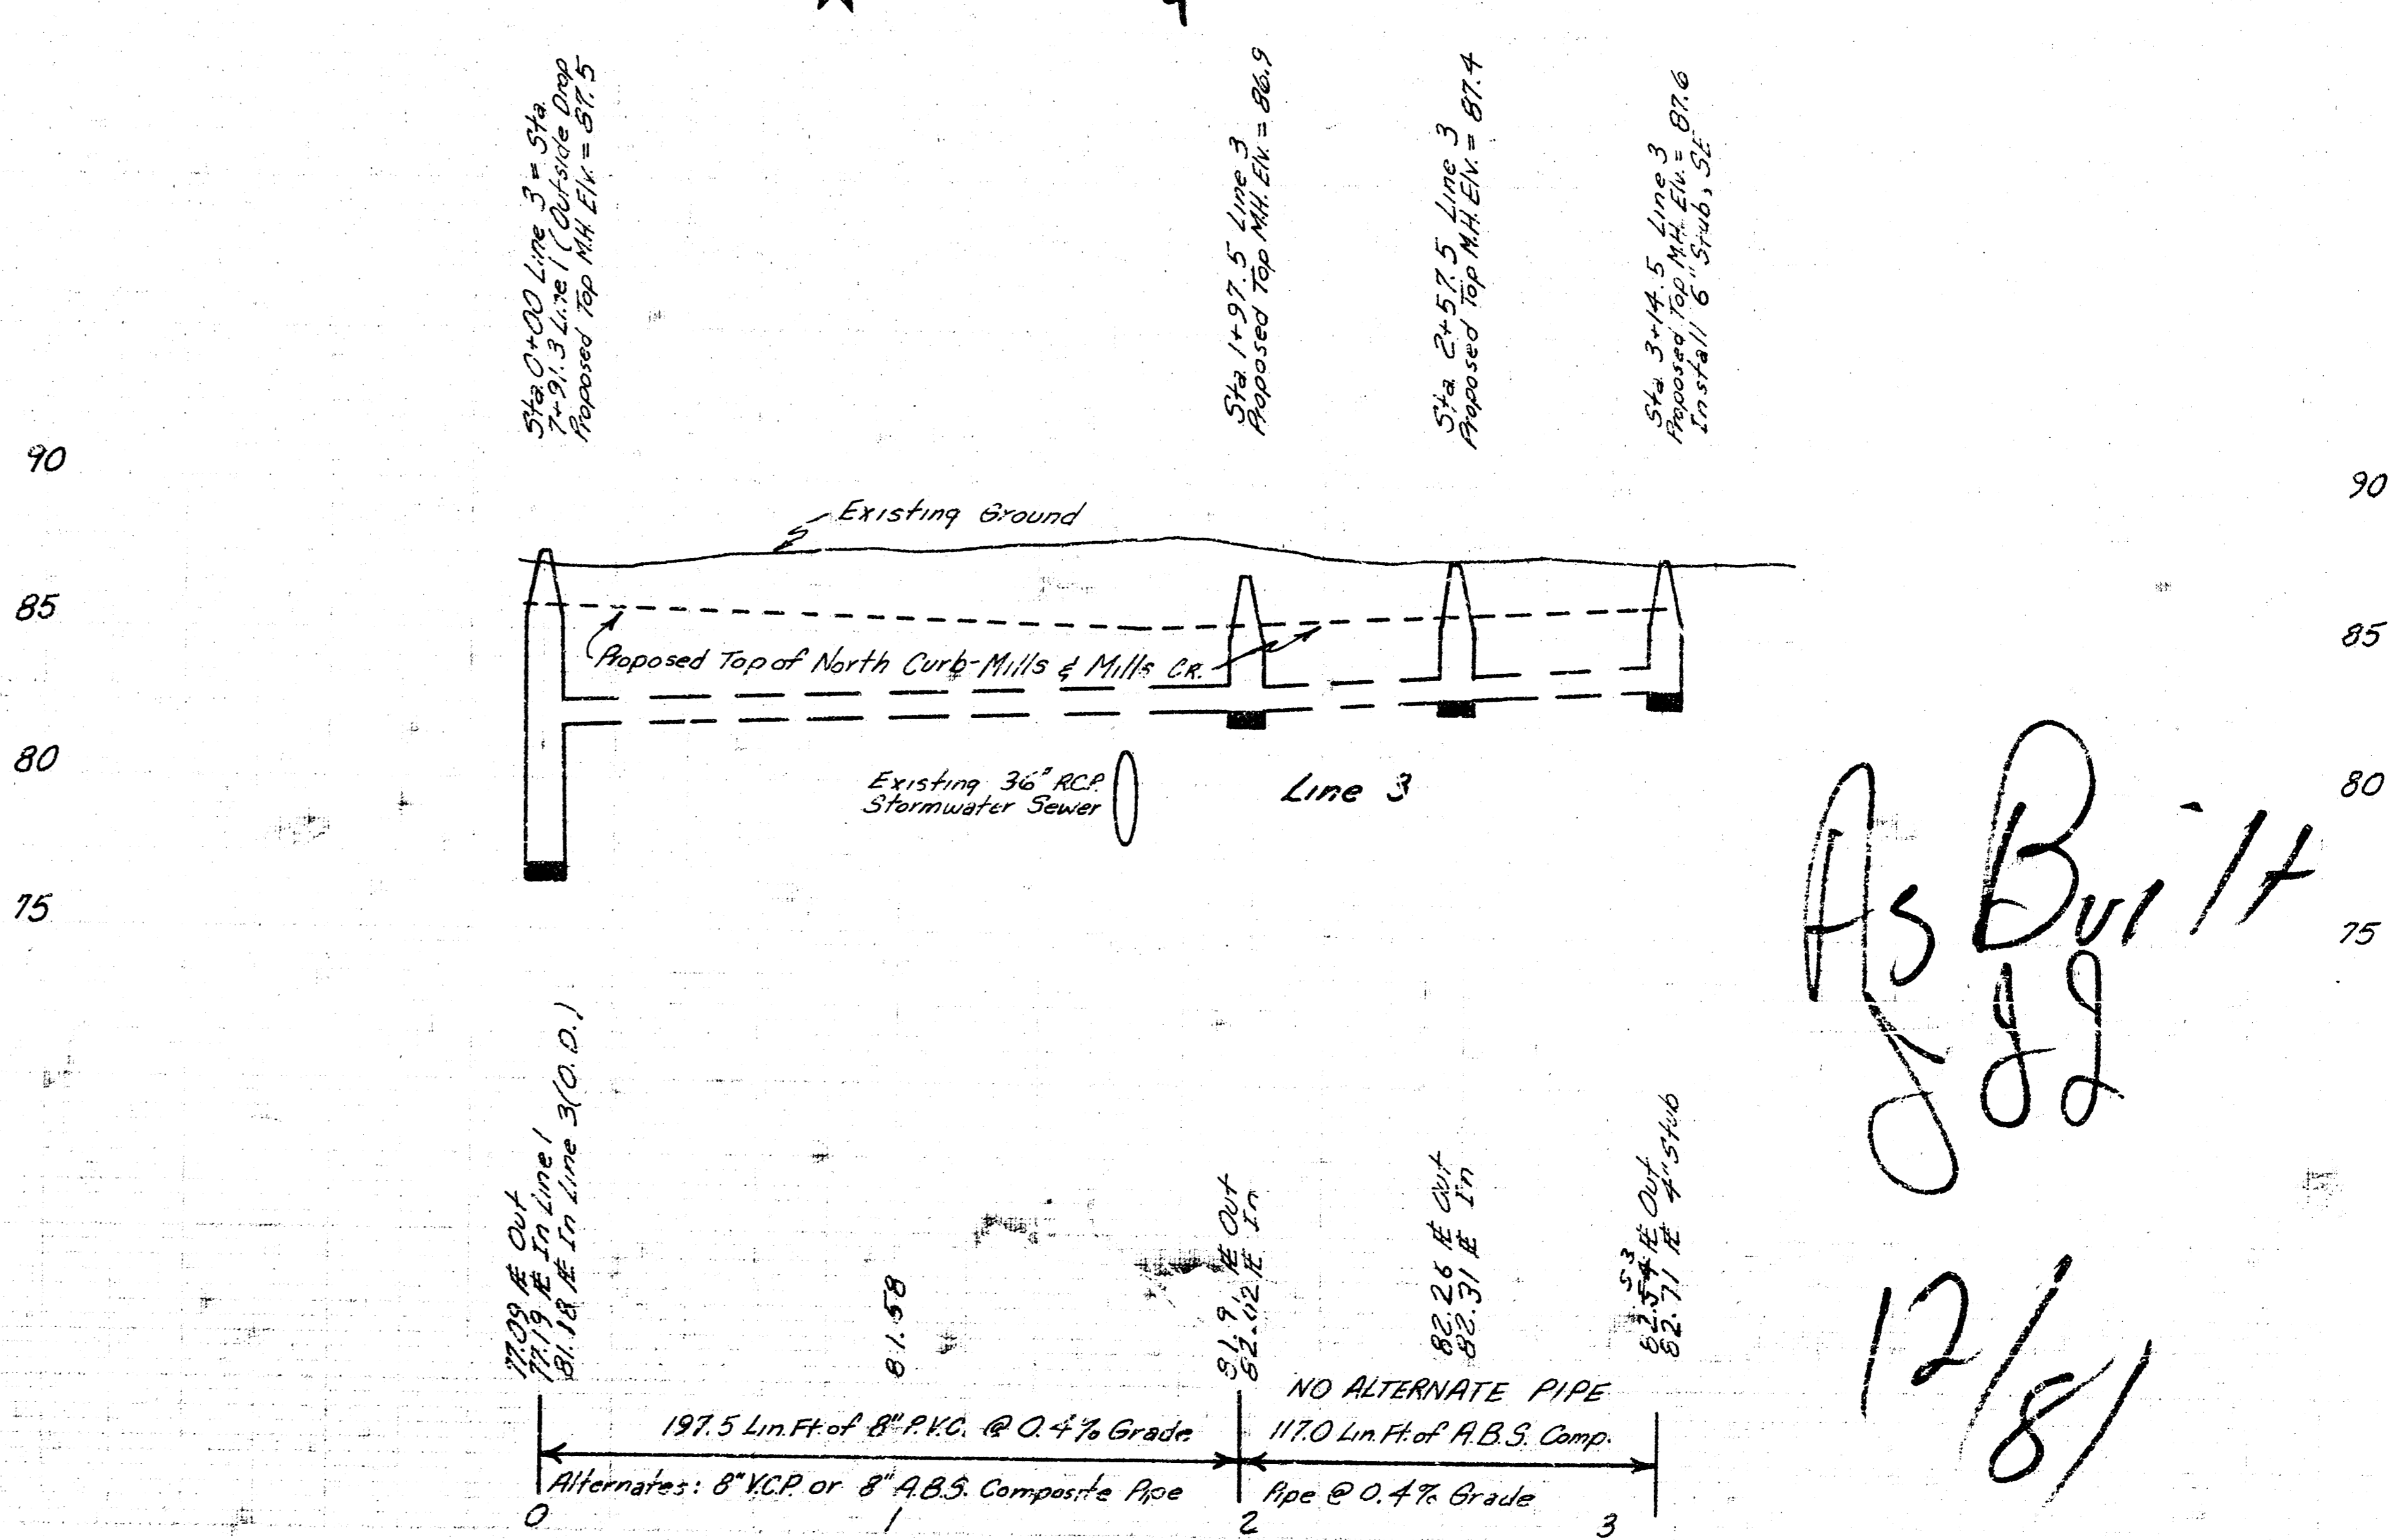 Sta. 0+00 Line 3 = Sta.
7+91.3 Line 1 (Outside Drop
Proposed Top M.H. Elv. = 87.5
Sta. 1+97.5 Line 3
Proposed Top M.H. Elv. = 86.9
Sta. 2+57.5 Line 3
Proposed Top M.H. Elv. = 87.4
Sta. 3+14.5 Line 3
Proposed Top M.H. Elv. = 87.6
Install 6" Stub, SE
90
90
Existing Ground
85
85
Proposed Top of North Curb-Mills & Mills CR.
80
80
Existing 36" R.C.P.
Stormwater Sewer
Line 3
75
75
As Built
12/81
77.09 IE Out
77.19 IE In Line 1
81.18 IE In Line 3 (O.D.)
81.58
IE Out
IE In
82.26 IE Out
82.31 IE In
53
82.54 IE Out
82.71 IE 4" Stub
NO ALTERNATE PIPE
197.5 Lin. Ft. of 8" P.V.C. @ 0.4% Grade
117.0 Lin. Ft. of A.B.S. Comp.
Alternates: 8" V.C.P. or 8" A.B.S. Composite Pipe
Pipe @ 0.4% Grade
0
1
2
3